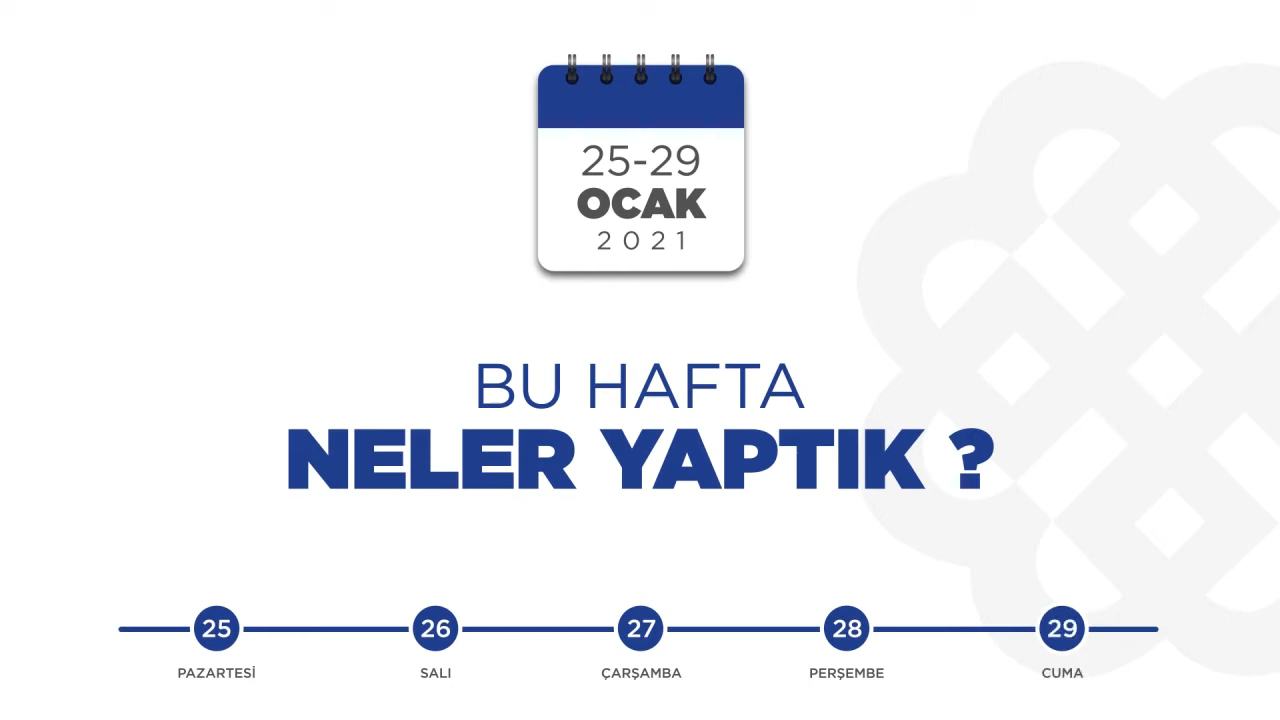 25-29
OCAK
2021
BU HAFTA
NELER YAPTIK ?
25 26 27 28 29
PAZARTESİ SALI ÇARŞAMBA PERŞEMBE CUMA